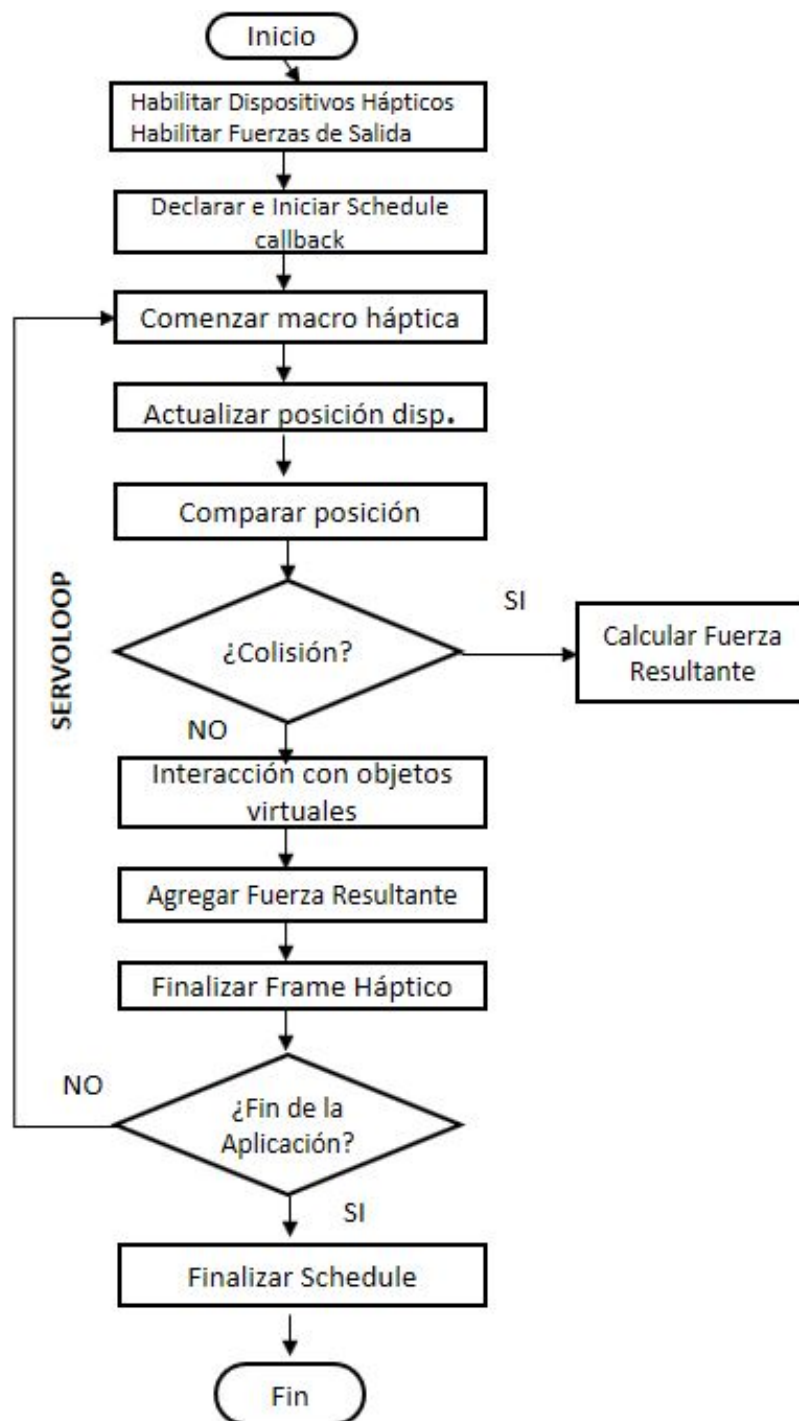 Inicio
Habilitar Dispositivos Hápticos
Habilitar Fuerzas de Salida
Declarar e Iniciar Schedule
callback
Comenzar macro háptica
Actualizar posición disp.
Comparar posición
SERVOLOOP
¿Colisión?
SI
Calcular Fuerza
Resultante
NO
Interacción con objetos
virtuales
Agregar Fuerza Resultante
Finalizar Frame Háptico
NO
¿Fin de la
Aplicación?
SI
Finalizar Schedule
Fin